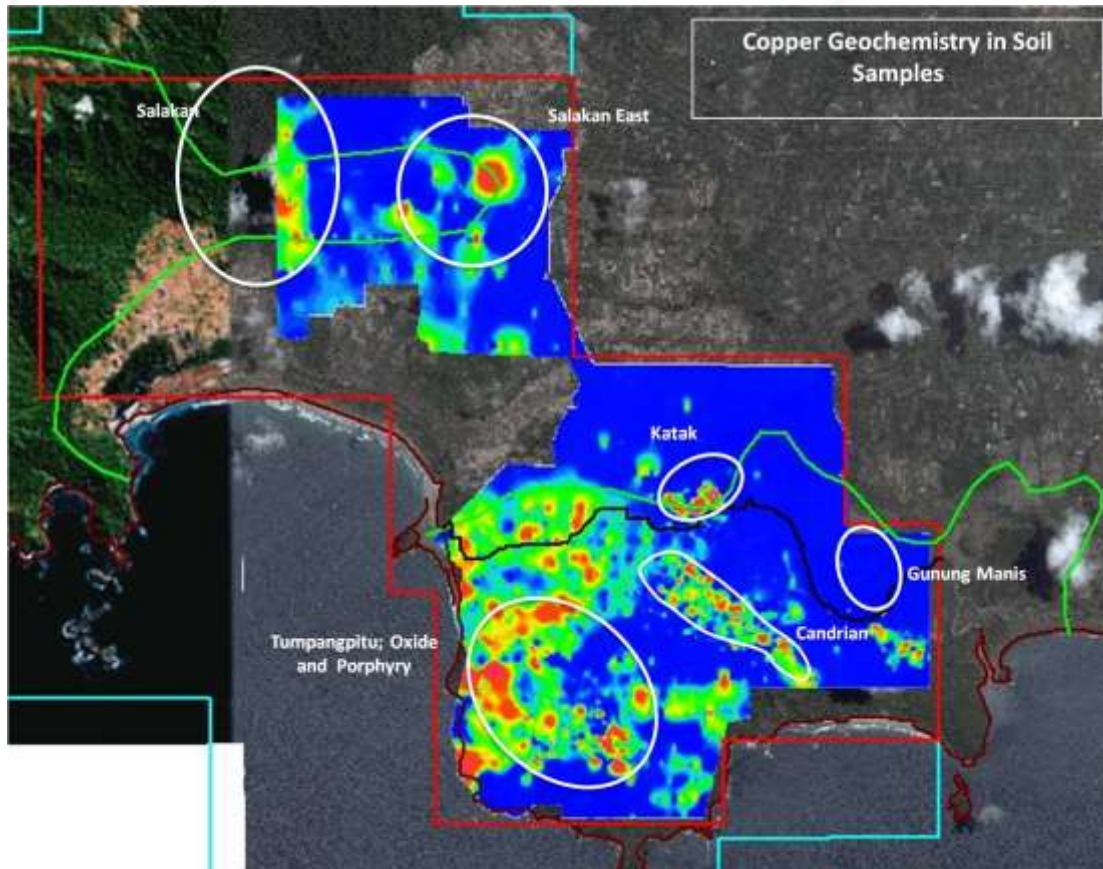 Copper Geochemistry in Soil
Samples
Salakan
Salakan East
Katak
Gunung Manis
Candrian
Tumpangpitu; Oxide
and Porphyry